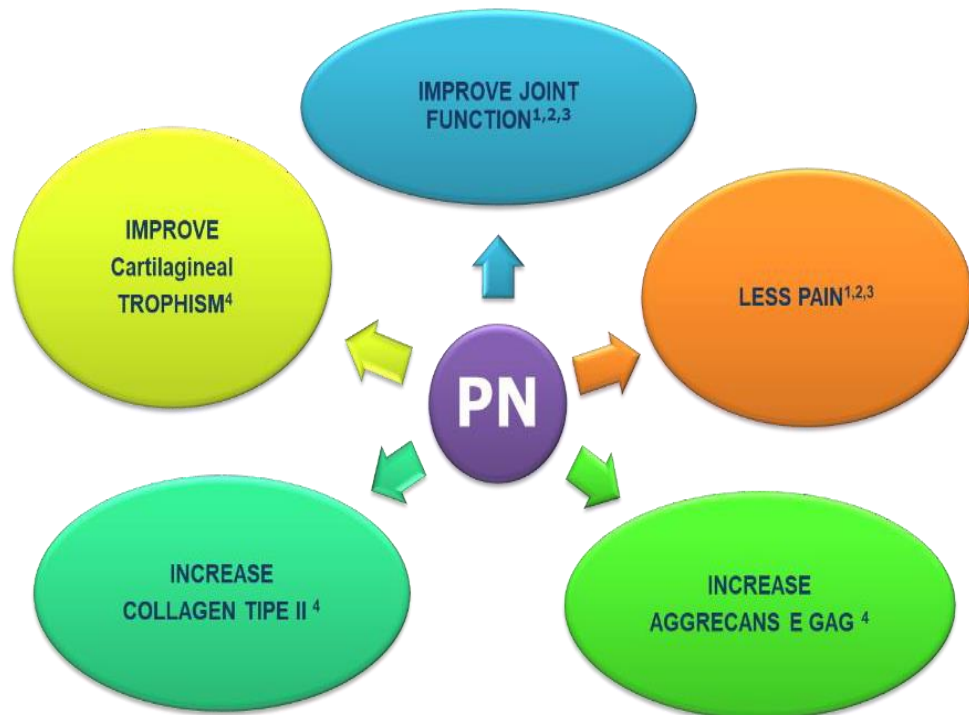 IMPROVE JOINT
FUNCTION¹,²,³
IMPROVE
Cartilagineal
TROPHISM⁴
LESS PAIN¹,²,³
PN
INCREASE
COLLAGEN TIPE II ⁴
INCREASE
AGGRECANS E GAG ⁴